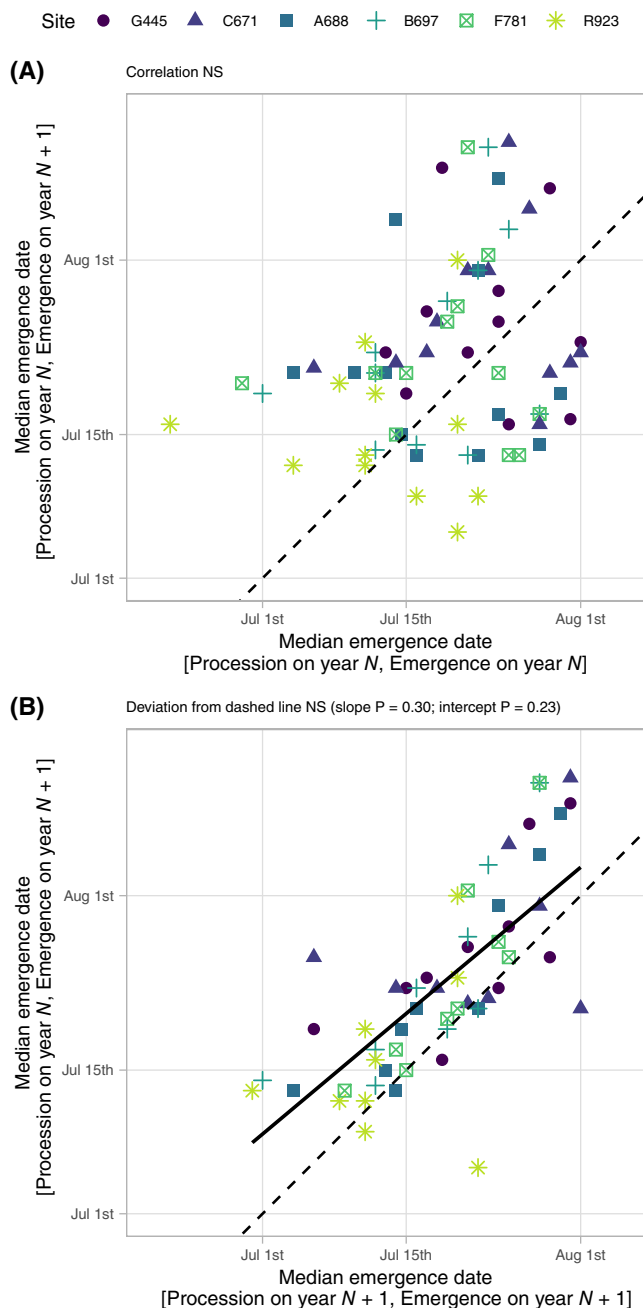 Site G445 C671 A688 B697 F781 R923
(A) Correlation NS
Median emergence date
[Procession on year N, Emergence on year N + 1]
Aug 1st
Jul 15th
Jul 1st
Jul 1st Jul 15th Aug 1st
Median emergence date
[Procession on year N, Emergence on year N]
(B) Deviation from dashed line NS (slope P = 0.30; intercept P = 0.23)
Median emergence date
[Procession on year N, Emergence on year N + 1]
Aug 1st
Jul 15th
Jul 1st
Jul 1st Jul 15th Aug 1st
Median emergence date
[Procession on year N + 1, Emergence on year N + 1]